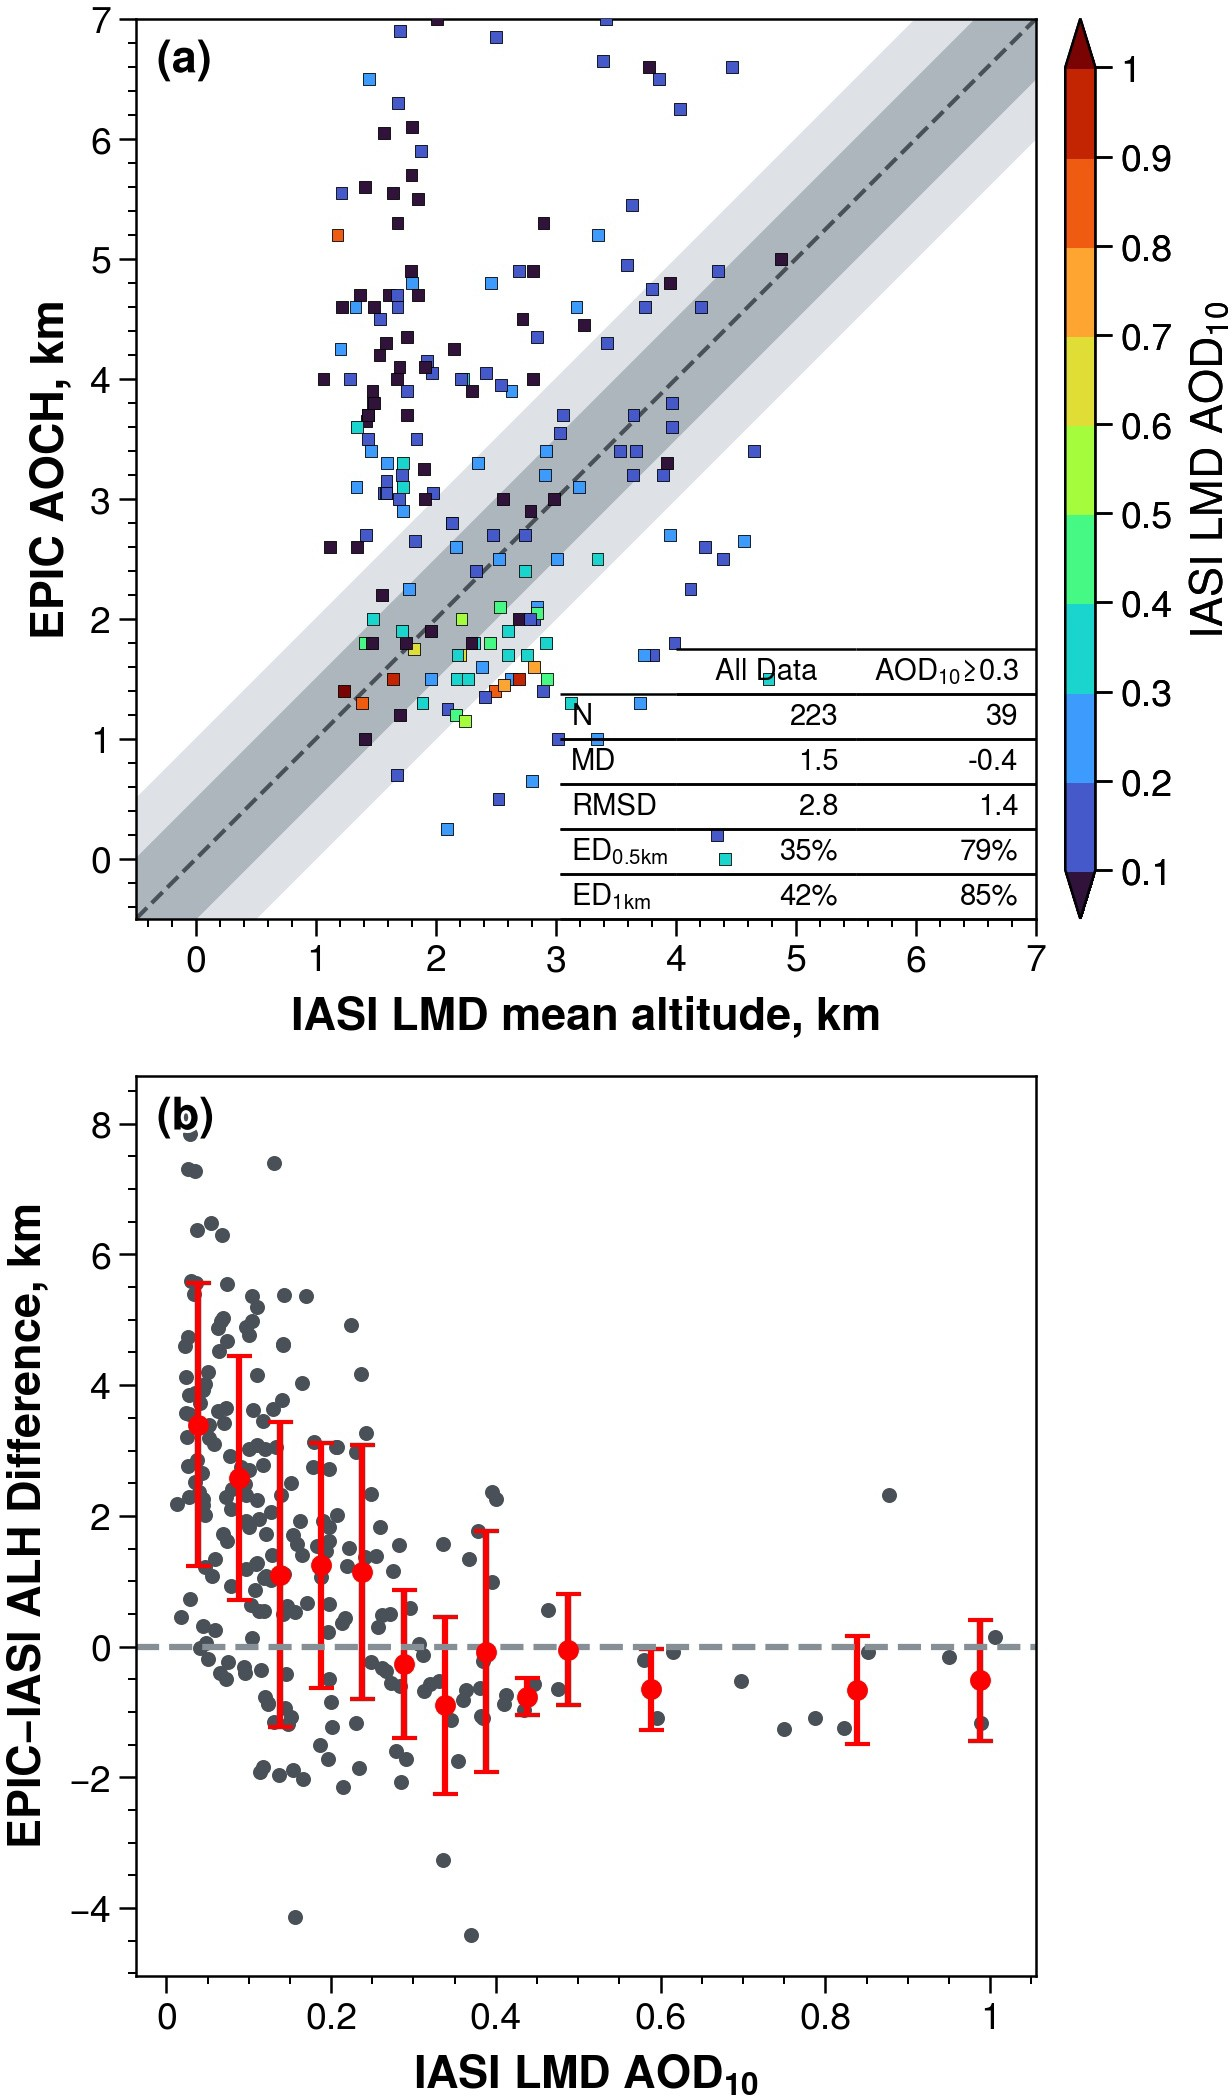 (a)
7
6
5
4
3
2
1
0
EPIC AOCH, km
0 1 2 3 4 5 6 7
IASI LMD mean altitude, km
All Data AOD10≥0.3
N 223 39
MD 1.5 -0.4
RMSD 2.8 1.4
ED0.5km 35% 79%
ED1km 42% 85%
1
0.9
0.8
0.7
0.6
0.5
0.4
0.3
0.2
0.1
IASI LMD AOD10
(b)
8
6
4
2
0
−2
−4
EPIC−IASI ALH Difference, km
0 0.2 0.4 0.6 0.8 1
IASI LMD AOD10